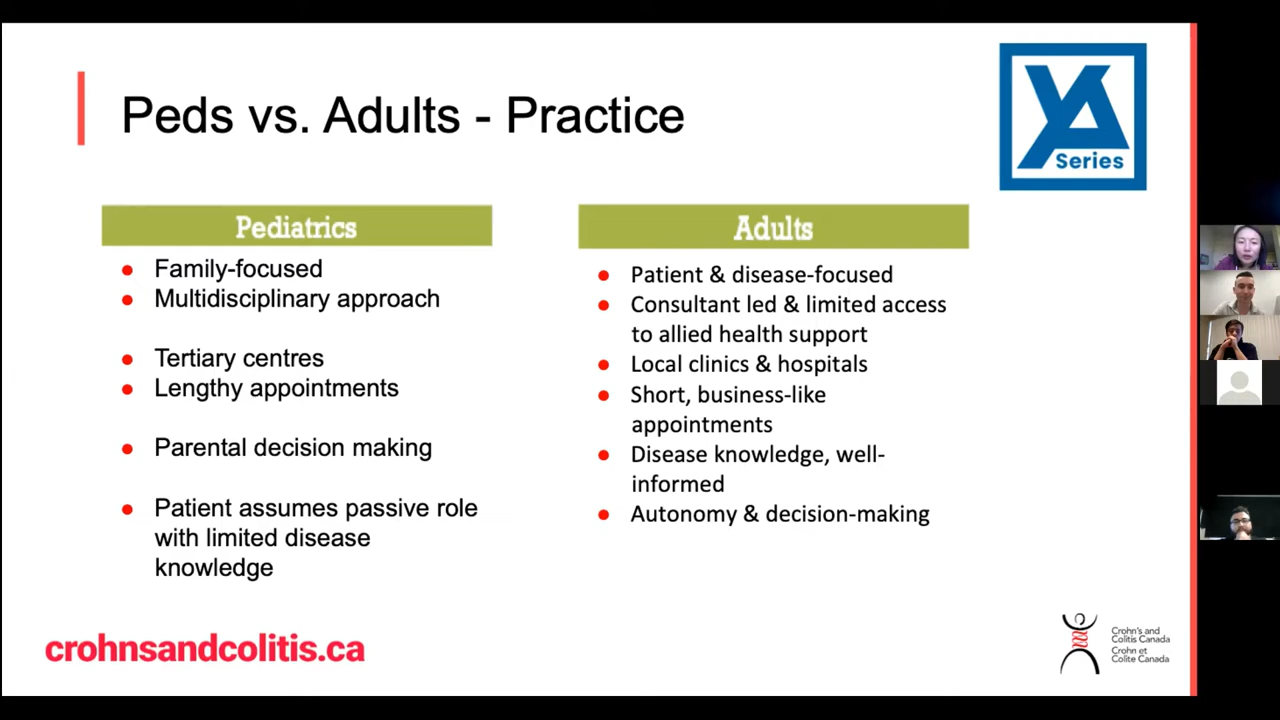 Peds vs. Adults - Practice
YA
Series
Pediatrics
Family-focused
Multidisciplinary approach
Tertiary centres
Lengthy appointments
Parental decision making
Patient assumes passive role
with limited disease
knowledge
Adults
Patient & disease-focused
Consultant led & limited access
to allied health support
Local clinics & hospitals
Short, business-like
appointments
Disease knowledge, well-
informed
Autonomy & decision-making
crohnsandcolitis.ca
Crohn's and
Colitis Canada
Crohn et
Colite Canada